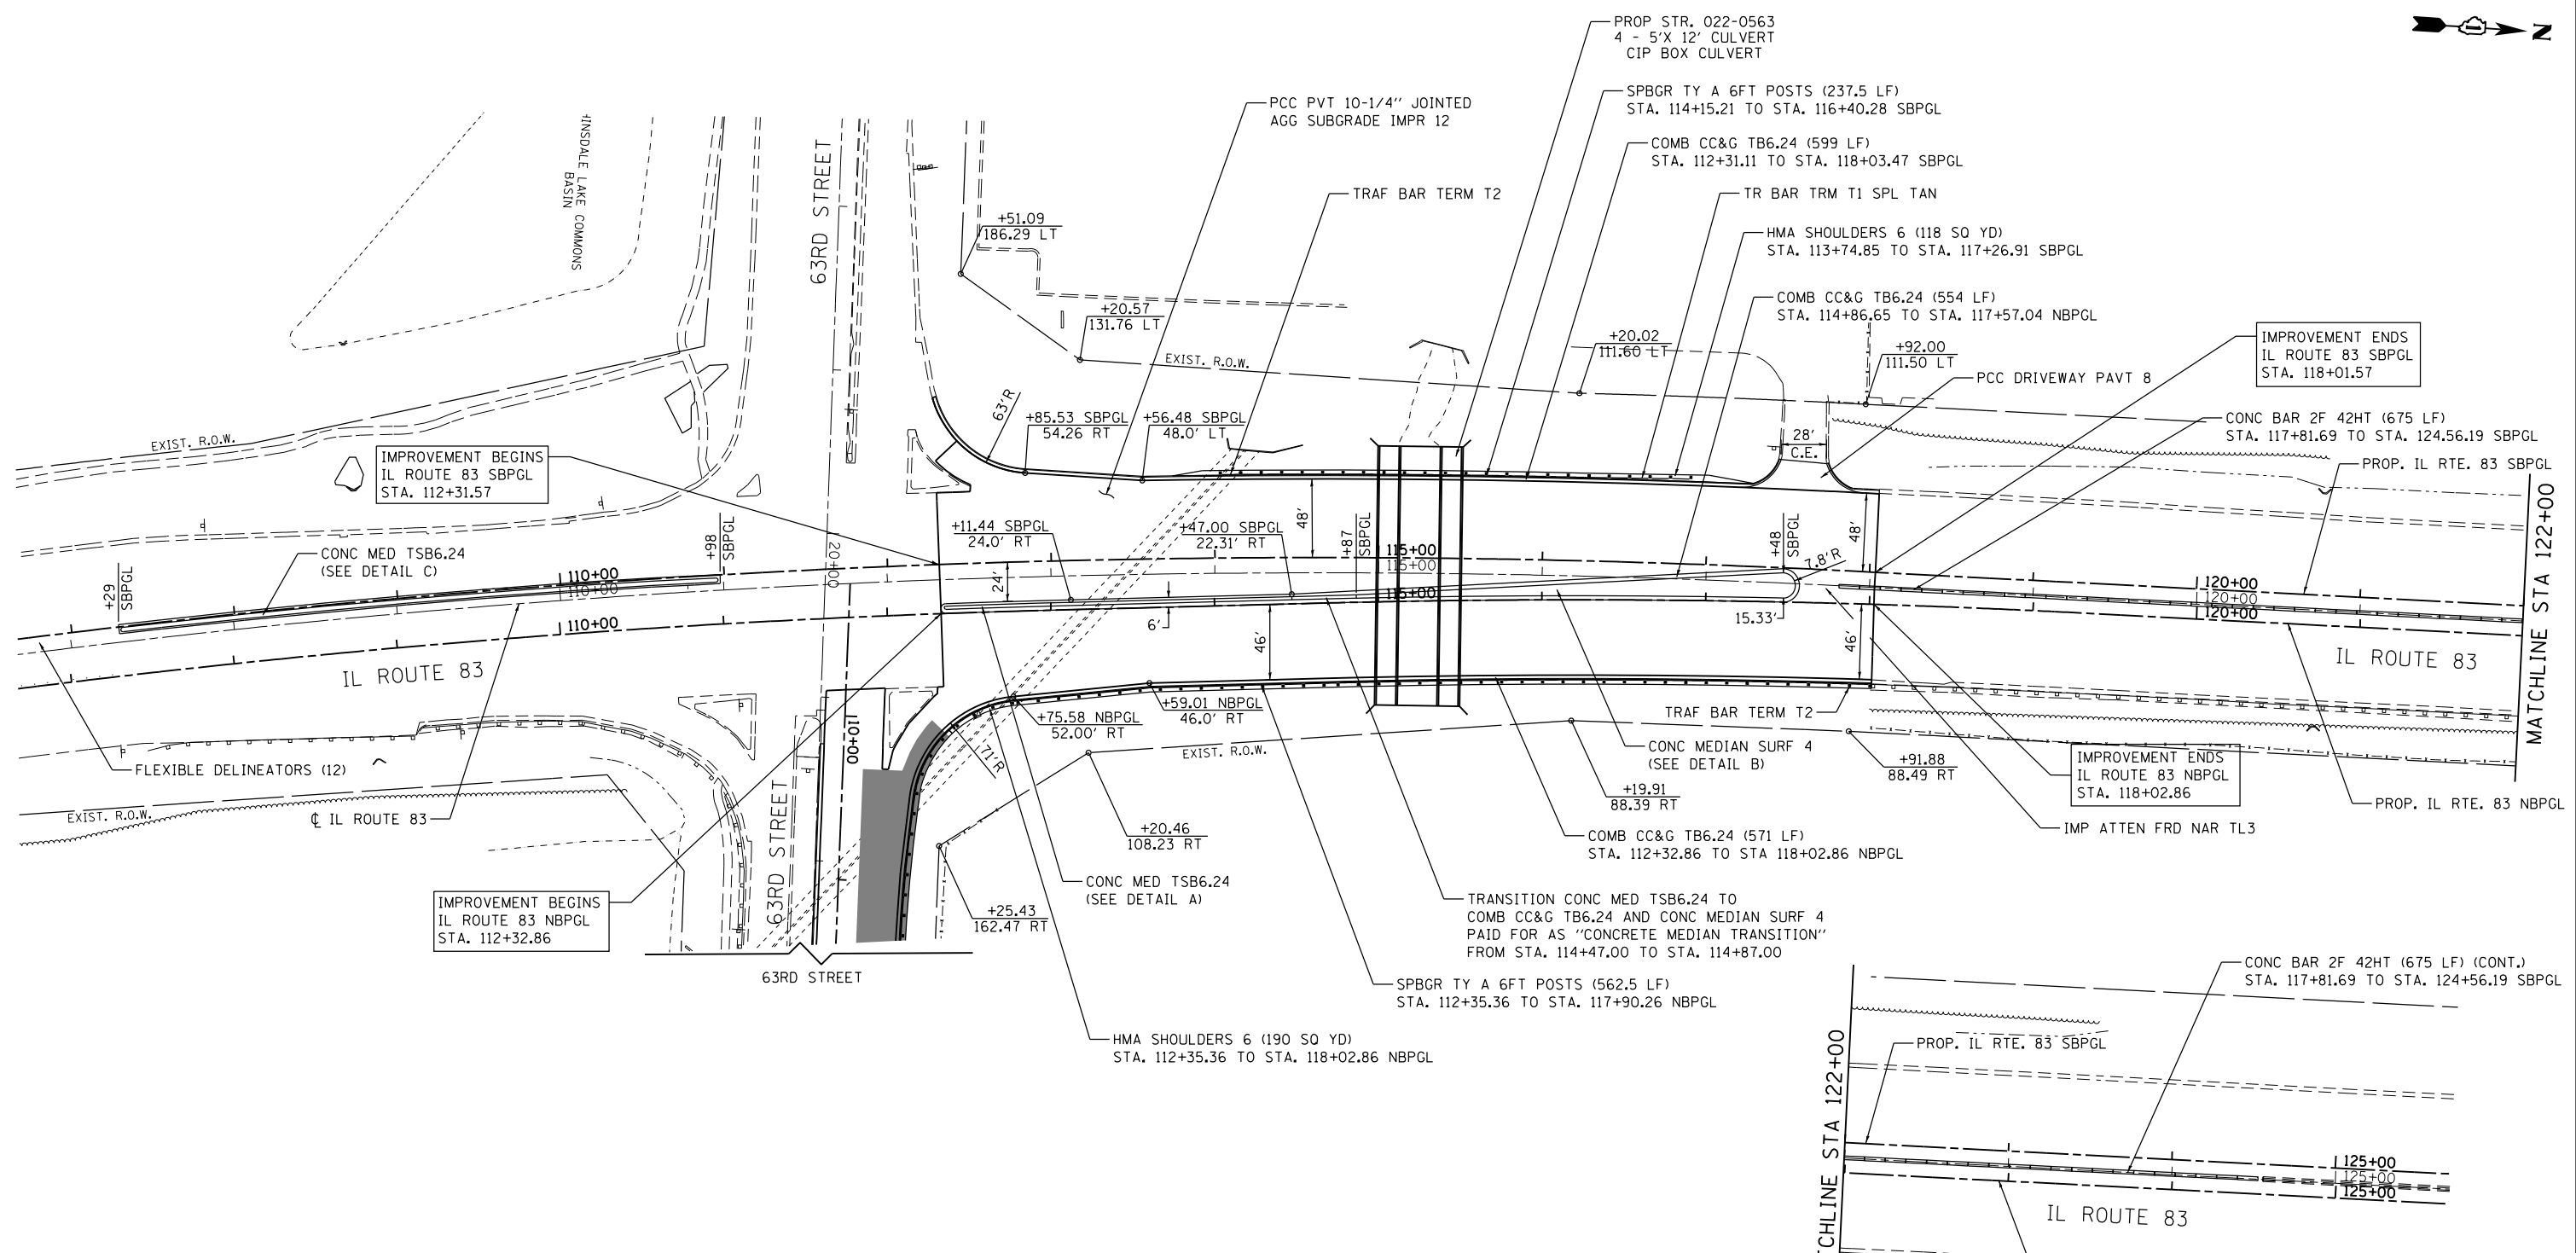 PROP STR. 022-0563
4 - 5'X 12' CULVERT
CIP BOX CULVERT
N
SPBGR TY A 6FT POSTS (237.5 LF)
STA. 114+15.21 TO STA. 116+40.28 SBPGL
PCC PVT 10-1/4" JOINTED
AGG SUBGRADE IMPR 12
COMB CC&G TB6.24 (599 LF)
STA. 112+31.11 TO STA. 118+03.47 SBPGL
TRAF BAR TERM T2
TR BAR TRM T1 SPL TAN
HMA SHOULDERS 6 (118 SQ YD)
STA. 113+74.85 TO STA. 117+26.91 SBPGL
COMB CC&G TB6.24 (554 LF)
STA. 114+86.65 TO STA. 117+57.04 NBPGL
HINSDALE LAKE COMMONS
BASIN
63RD STREET
+51.09
186.29 LT
+20.57
131.76 LT
EXIST. R.O.W.
+20.02
111.60 LT
+92.00
111.50 LT
IMPROVEMENT ENDS
IL ROUTE 83 SBPGL
STA. 118+01.57
PCC DRIVEWAY PAVT 8
CONC BAR 2F 42HT (675 LF)
STA. 117+81.69 TO STA. 124.56.19 SBPGL
PROP. IL RTE. 83 SBPGL
EXIST. R.O.W.
IMPROVEMENT BEGINS
IL ROUTE 83 SBPGL
STA. 112+31.57
63'R
+85.53 SBPGL
54.26 RT
+56.48 SBPGL
48.0' LT
28'
C.E.
48'
48'
+11.44 SBPGL
24.0' RT
+47.00 SBPGL
22.31' RT
+87
SBPGL
+48
SBPGL
7.8'R
MATCHLINE STA 122+00
CONC MED TSB6.24
(SEE DETAIL C)
+29
SBPGL
+98
SBPGL
20+00
110+00
110+00
110+00
24'
115+00
115+00
115+00
6'
46'
15.33'
46'
120+00
120+00
120+00
IL ROUTE 83
IL ROUTE 83
110+00
71'R
+75.58 NBPGL
52.00' RT
+59.01 NBPGL
46.0' RT
TRAF BAR TERM T2
EXIST. R.O.W.
CONC MEDIAN SURF 4
(SEE DETAIL B)
+19.91
88.39 RT
+91.88
88.49 RT
IMPROVEMENT ENDS
IL ROUTE 83 NBPGL
STA. 118+02.86
PROP. IL RTE. 83 NBPGL
IMP ATTEN FRD NAR TL3
FLEXIBLE DELINEATORS (12)
EXIST. R.O.W.
℄ IL ROUTE 83
63RD STREET
+20.46
108.23 RT
COMB CC&G TB6.24 (571 LF)
STA. 112+32.86 TO STA 118+02.86 NBPGL
CONC MED TSB6.24
(SEE DETAIL A)
IMPROVEMENT BEGINS
IL ROUTE 83 NBPGL
STA. 112+32.86
+25.43
162.47 RT
TRANSITION CONC MED TSB6.24 TO
COMB CC&G TB6.24 AND CONC MEDIAN SURF 4
PAID FOR AS "CONCRETE MEDIAN TRANSITION"
FROM STA. 114+47.00 TO STA. 114+87.00
63RD STREET
SPBGR TY A 6FT POSTS (562.5 LF)
STA. 112+35.36 TO STA. 117+90.26 NBPGL
HMA SHOULDERS 6 (190 SQ YD)
STA. 112+35.36 TO STA. 118+02.86 NBPGL
CONC BAR 2F 42HT (675 LF) (CONT.)
STA. 117+81.69 TO STA. 124+56.19 SBPGL
PROP. IL RTE. 83 SBPGL
TCHLINE STA 122+00
125+00
125+00
125+00
IL ROUTE 83